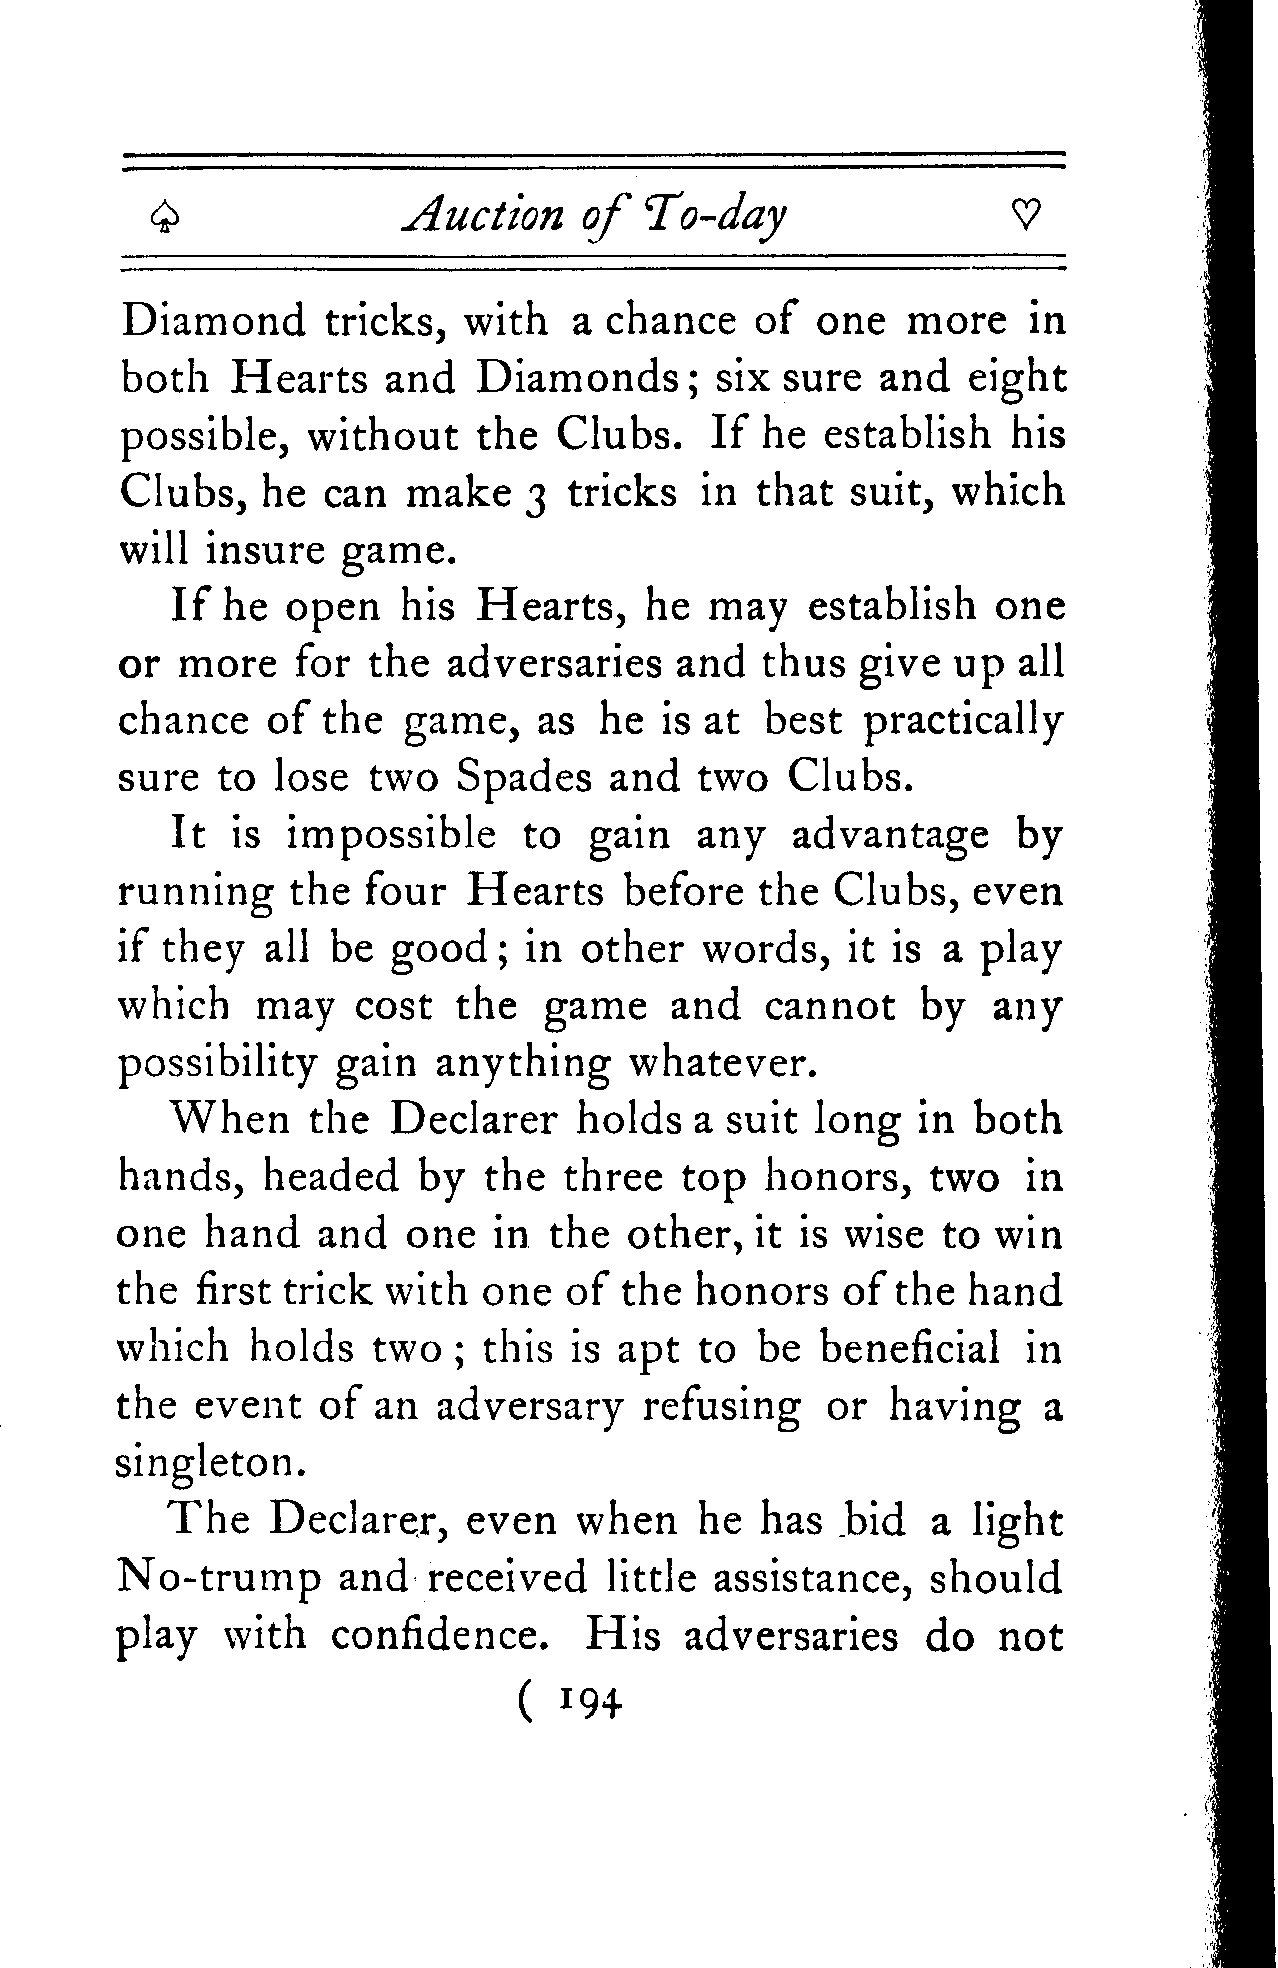 ♤ Auction of To-day ♡
Diamond tricks, with a chance of one more in
both Hearts and Diamonds; six sure and eight
possible, without the Clubs. If he establish his
Clubs, he can make 3 tricks in that suit, which
will insure game.
If he open his Hearts, he may establish one
or more for the adversaries and thus give up all
chance of the game, as he is at best practically
sure to lose two Spades and two Clubs.
It is impossible to gain any advantage by
running the four Hearts before the Clubs, even
if they all be good; in other words, it is a play
which may cost the game and cannot by any
possibility gain anything whatever.
When the Declarer holds a suit long in both
hands, headed by the three top honors, two in
one hand and one in the other, it is wise to win
the first trick with one of the honors of the hand
which holds two; this is apt to be beneficial in
the event of an adversary refusing or having a
singleton.
The Declarer, even when he has bid a light
No-trump and received little assistance, should
play with confidence. His adversaries do not
( 194